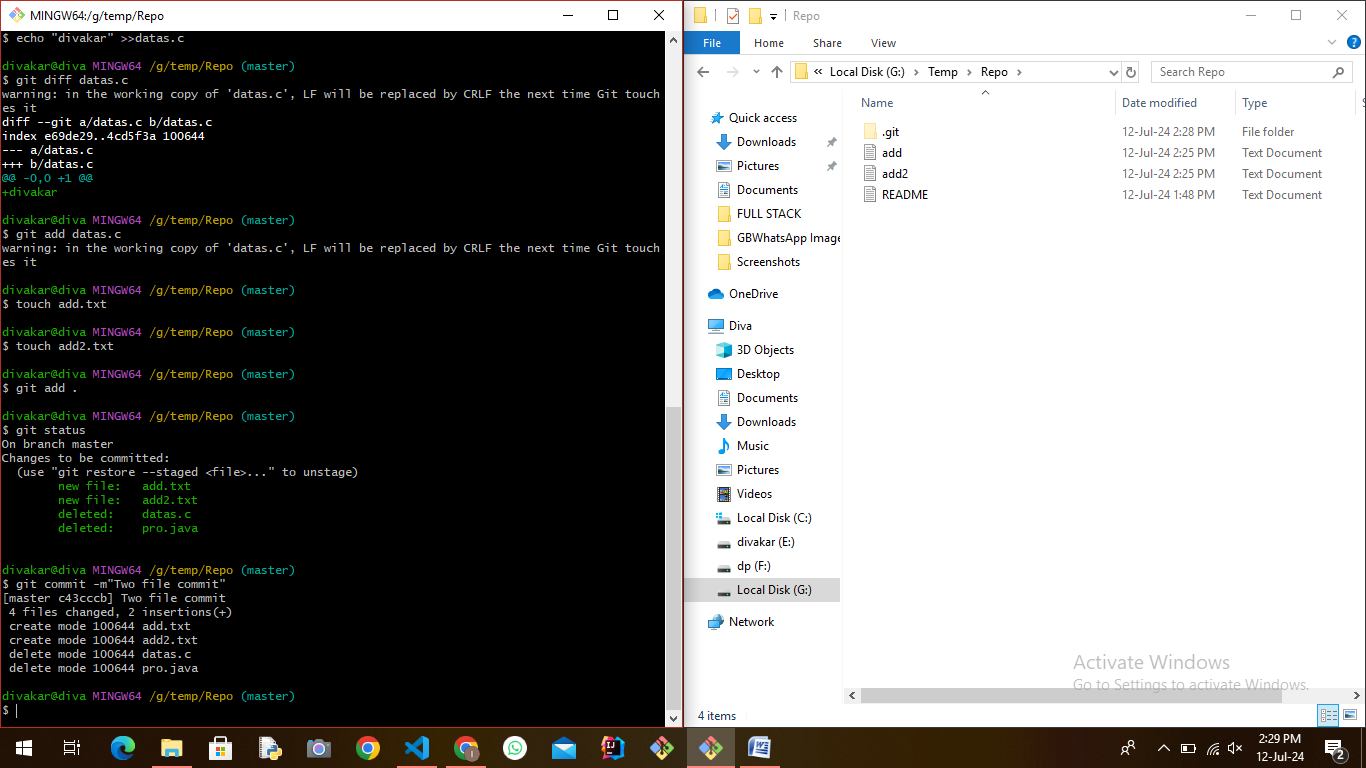 MINGW64:/g/temp/Repo
$ echo "divakar" >>datas.c
divakar@diva MINGW64 /g/temp/Repo (master)
$ git diff datas.c
warning: in the working copy of 'datas.c', LF will be replaced by CRLF the next time Git touch
es it
diff --git a/datas.c b/datas.c
index e69de29..4cd5f3a 100644
--- a/datas.c
+++ b/datas.c
@@ -0,0 +1 @@
+divakar
divakar@diva MINGW64 /g/temp/Repo (master)
$ git add datas.c
warning: in the working copy of 'datas.c', LF will be replaced by CRLF the next time Git touch
es it
divakar@diva MINGW64 /g/temp/Repo (master)
$ touch add.txt
divakar@diva MINGW64 /g/temp/Repo (master)
$ touch add2.txt
divakar@diva MINGW64 /g/temp/Repo (master)
$ git add .
divakar@diva MINGW64 /g/temp/Repo (master)
$ git status
On branch master
Changes to be committed:
(use "git restore --staged <file>..." to unstage)
new file: add.txt
new file: add2.txt
deleted: datas.c
deleted: pro.java
divakar@diva MINGW64 /g/temp/Repo (master)
$ git commit -m"Two file commit"
[master c43cccb] Two file commit
4 files changed, 2 insertions(+)
create mode 100644 add.txt
create mode 100644 add2.txt
delete mode 100644 datas.c
delete mode 100644 pro.java
divakar@diva MINGW64 /g/temp/Repo (master)
$
Repo
File Home Share View
« Local Disk (G:) > Temp > Repo >
Search Repo
Quick access
Downloads
Pictures
Documents
FULL STACK
GBWhatsApp Image
Screenshots
OneDrive
Diva
3D Objects
Desktop
Documents
Downloads
Music
Pictures
Videos
Local Disk (C:)
divakar (E:)
dp (F:)
Local Disk (G:)
Network
Name Date modified Type
.git 12-Jul-24 2:28 PM File folder
add 12-Jul-24 2:25 PM Text Document
add2 12-Jul-24 2:25 PM Text Document
README 12-Jul-24 1:48 PM Text Document
Activate Windows
Go to Settings to activate Windows.
4 items
2:29 PM
12-Jul-24
2